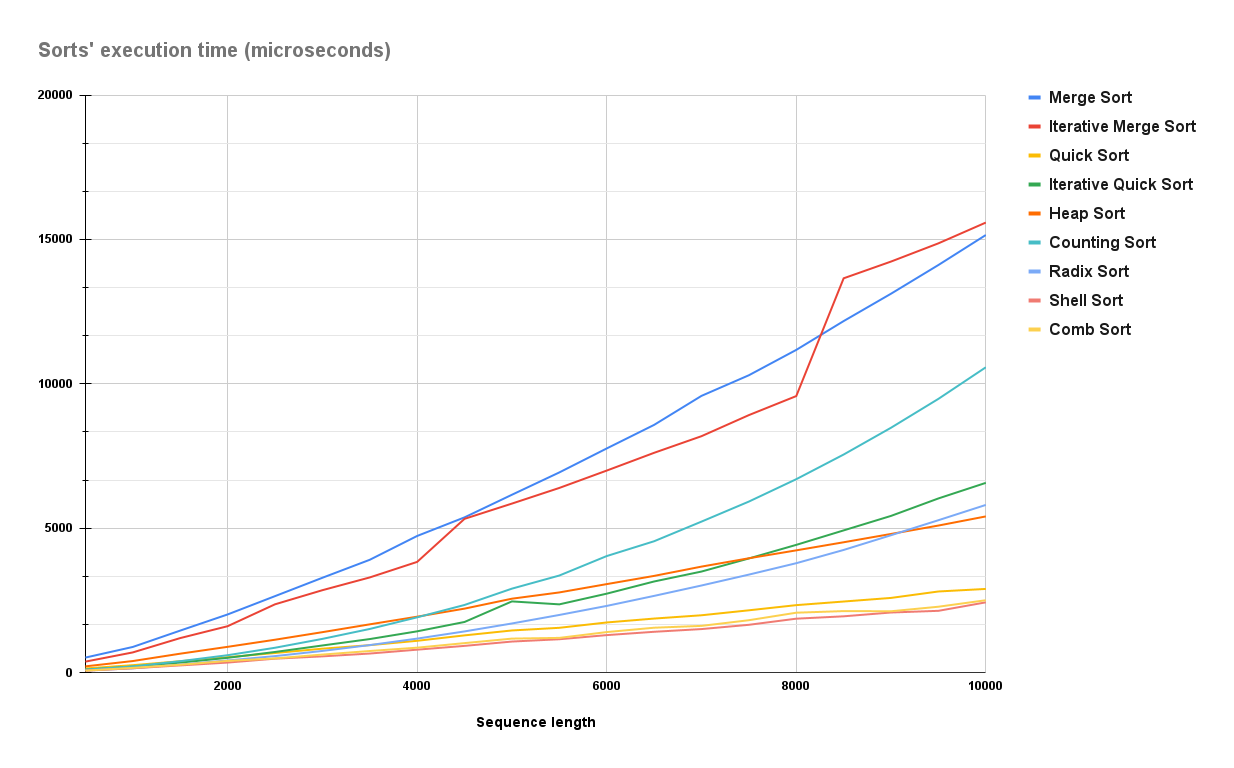 Sorts' execution time (microseconds)
20000
15000
10000
5000
0
2000
4000
6000
8000
10000
Sequence length
Merge Sort
Iterative Merge Sort
Quick Sort
Iterative Quick Sort
Heap Sort
Counting Sort
Radix Sort
Shell Sort
Comb Sort